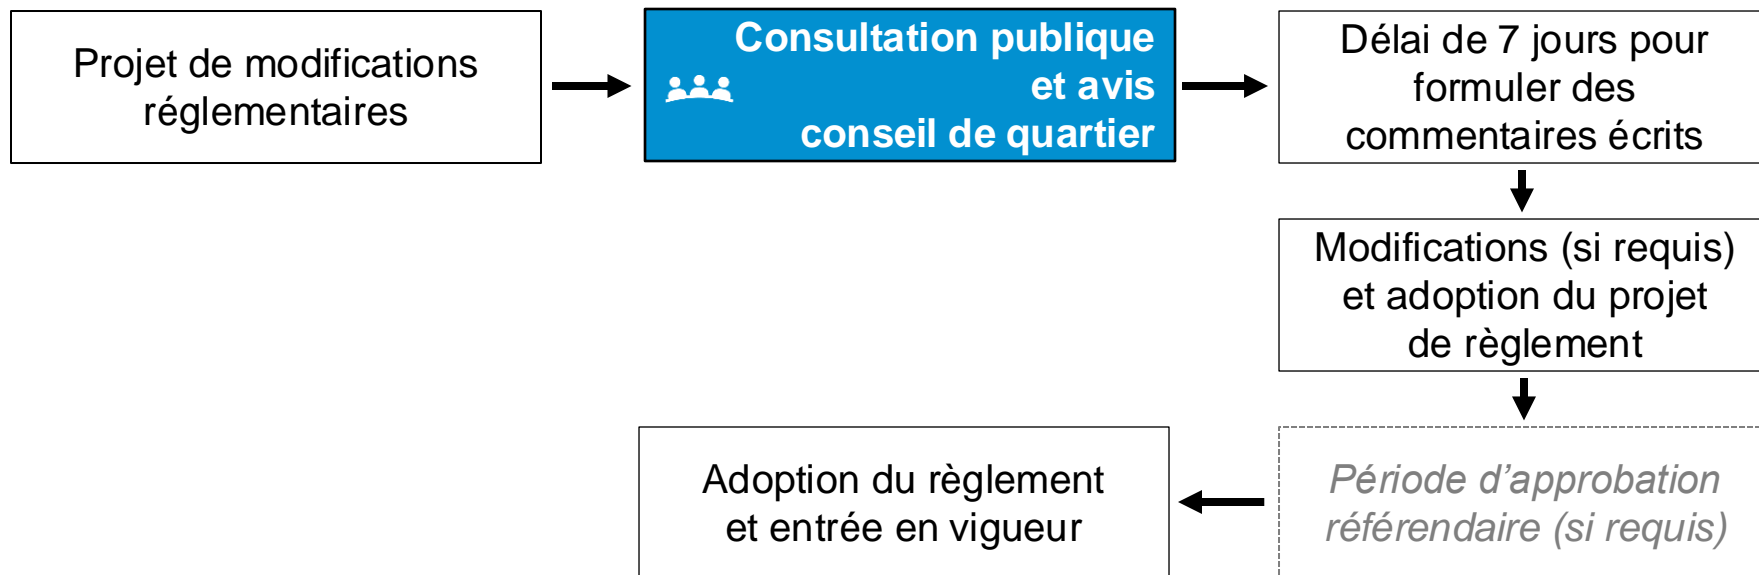 Projet de modifications
réglementaires
Consultation publique
et avis
conseil de quartier
Délai de 7 jours pour
formuler des
commentaires écrits
Modifications (si requis)
et adoption du projet
de règlement
Période d’approbation
référendaire (si requis)
Adoption du règlement
et entrée en vigueur